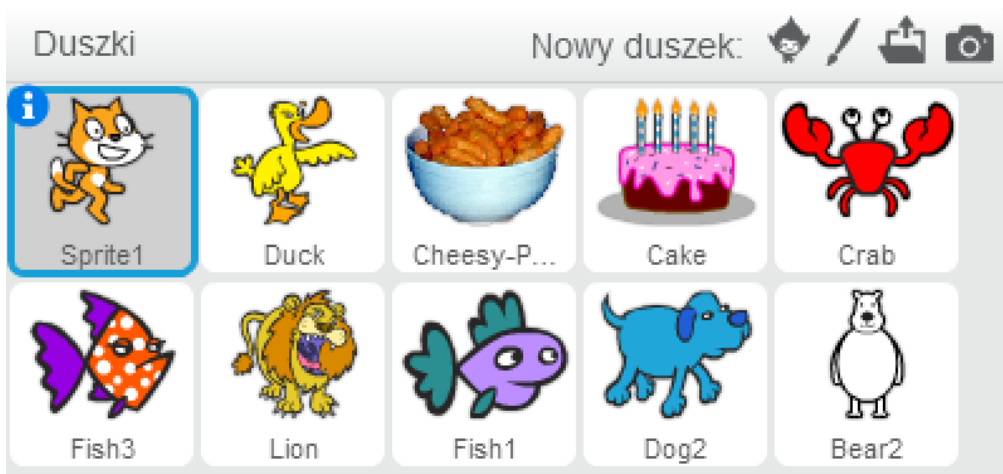 Duszki Nowy duszek:
Sprite1 Duck Cheesy-P... Cake Crab
Fish3 Lion Fish1 Dog2 Bear2